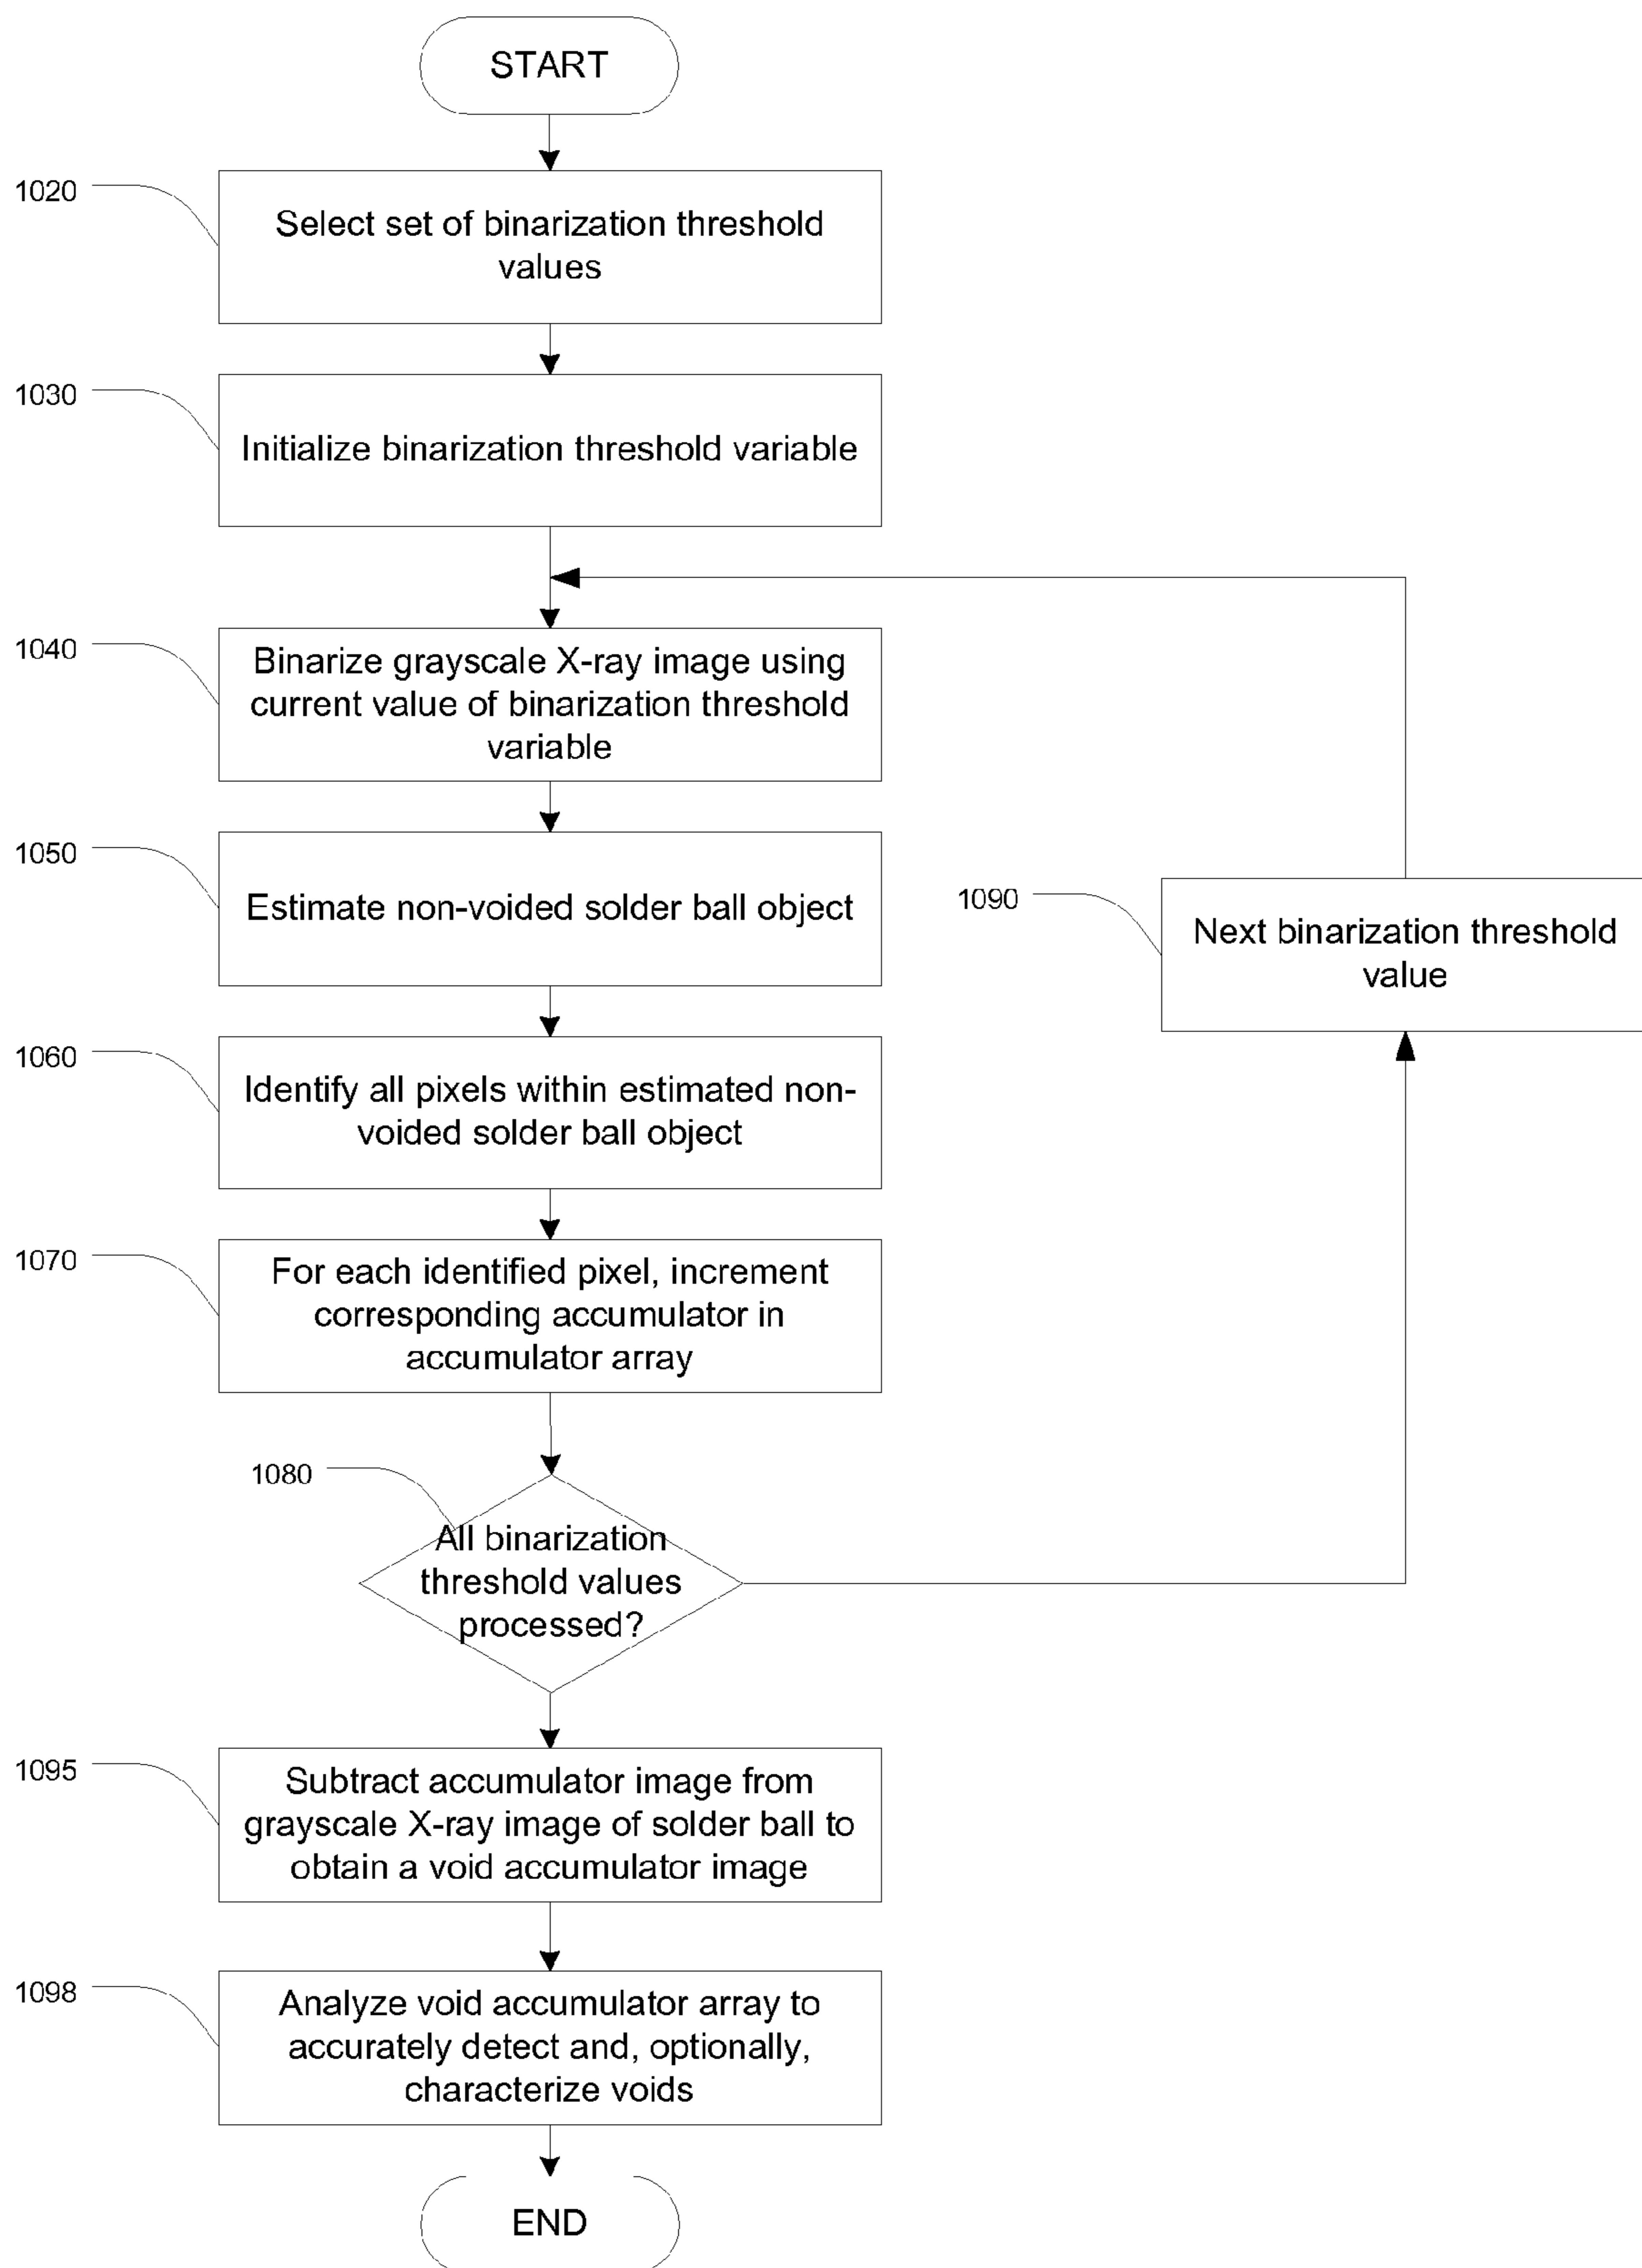 START
1020
Select set of binarization threshold
values
1030
Initialize binarization threshold variable
1040
Binarize grayscale X-ray image using
current value of binarization threshold
variable
1050
Estimate non-voided solder ball object
1090
Next binarization threshold
value
1060
Identify all pixels within estimated non-
voided solder ball object
1070
For each identified pixel, increment
corresponding accumulator in
accumulator array
1080
All binarization
threshold values
processed?
1095
Subtract accumulator image from
grayscale X-ray image of solder ball to
obtain a void accumulator image
1098
Analyze void accumulator array to
accurately detect and, optionally,
characterize voids
END